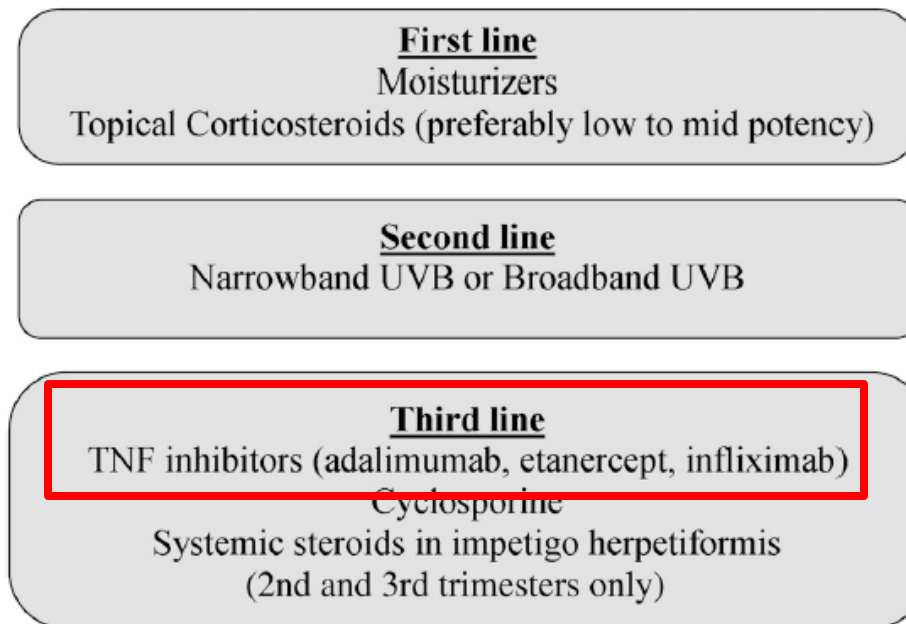 First line
Moisturizers
Topical Corticosteroids (preferably low to mid potency)
Second line
Narrowband UVB or Broadband UVB
Third line
TNF inhibitors (adalimumab, etanercept, infliximab)
Cyclosporine
Systemic steroids in impetigo herpetiformis
(2nd and 3rd trimesters only)